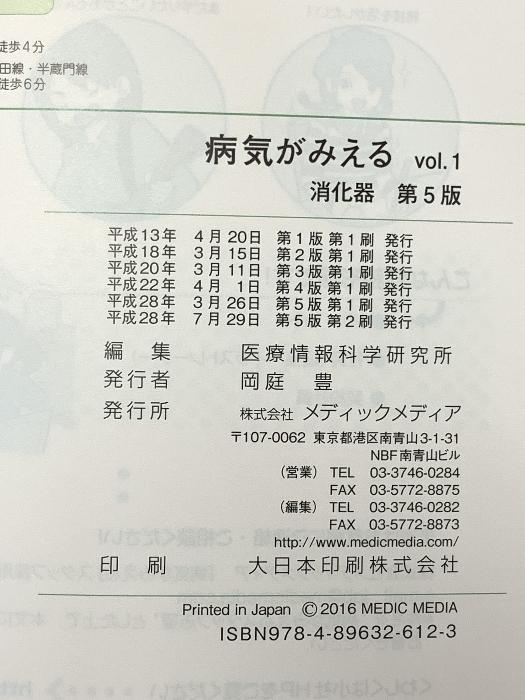 徒歩4分
田線・半蔵門線
徒歩6分
病気がみえる vol.1
消化器 第5版
平成13年 4月20日 第1版第1刷 発行
平成18年 3月15日 第2版第1刷 発行
平成20年 3月11日 第3版第1刷 発行
平成22年 4月 1日 第4版第1刷 発行
平成28年 3月26日 第5版第1刷 発行
平成28年 7月29日 第5版第2刷 発行
編集 医療情報科学研究所
発行者 岡庭 豊
発行所 株式会社 メディックメディア
〒107-0062 東京都港区南青山3-1-31
NBF南青山ビル
(営業) TEL 03-3746-0284
FAX 03-5772-8875
(編集) TEL 03-3746-0282
FAX 03-5772-8873
http://www.medicmedia.com/
印刷 大日本印刷株式会社
Printed in Japan © 2016 MEDIC MEDIA
ISBN978-4-89632-612-3